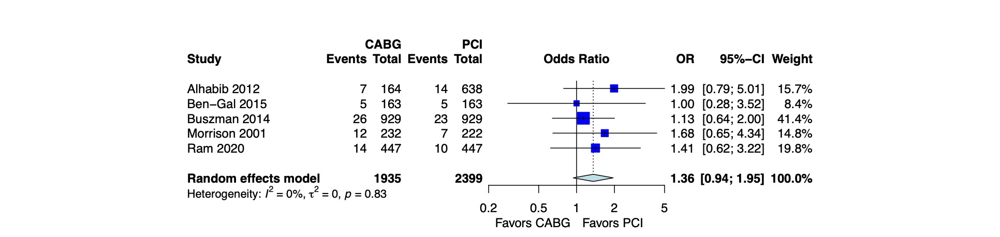 CABG PCI
Study Events Total Events Total Odds Ratio OR 95%−CI Weight
Alhabib 2012 7 164 14 638 1.99 [0.79; 5.01] 15.7%
Ben−Gal 2015 5 163 5 163 1.00 [0.28; 3.52] 8.4%
Buszman 2014 26 929 23 929 1.13 [0.64; 2.00] 41.4%
Morrison 2001 12 232 7 222 1.68 [0.65; 4.34] 14.8%
Ram 2020 14 447 10 447 1.41 [0.62; 3.22] 19.8%
Random effects model 1935 2399 1.36 [0.94; 1.95] 100.0%
Heterogeneity: I² = 0%, τ² = 0, p = 0.83
0.2 0.5 1 2 5
Favors CABG Favors PCI